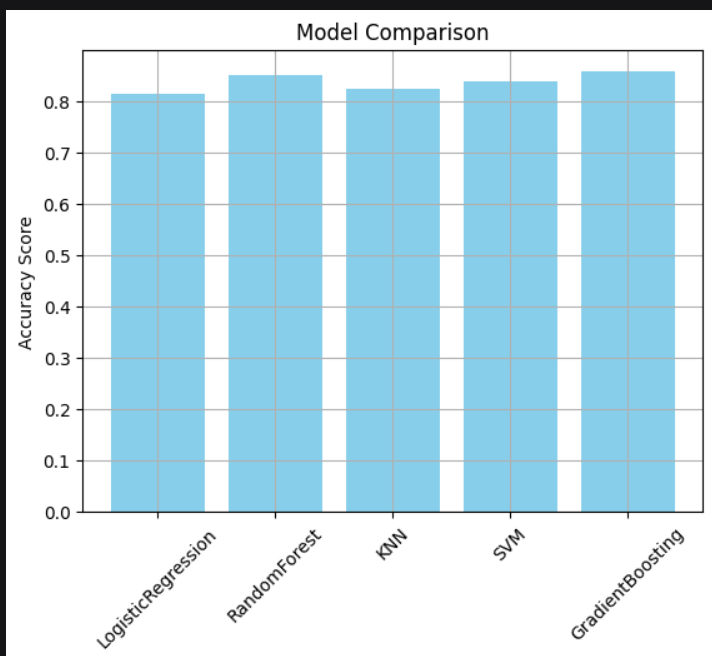 Model Comparison
Accuracy Score
0.8
0.7
0.6
0.5
0.4
0.3
0.2
0.1
0.0
LogisticRegression
RandomForest
KNN
SVM
GradientBoosting